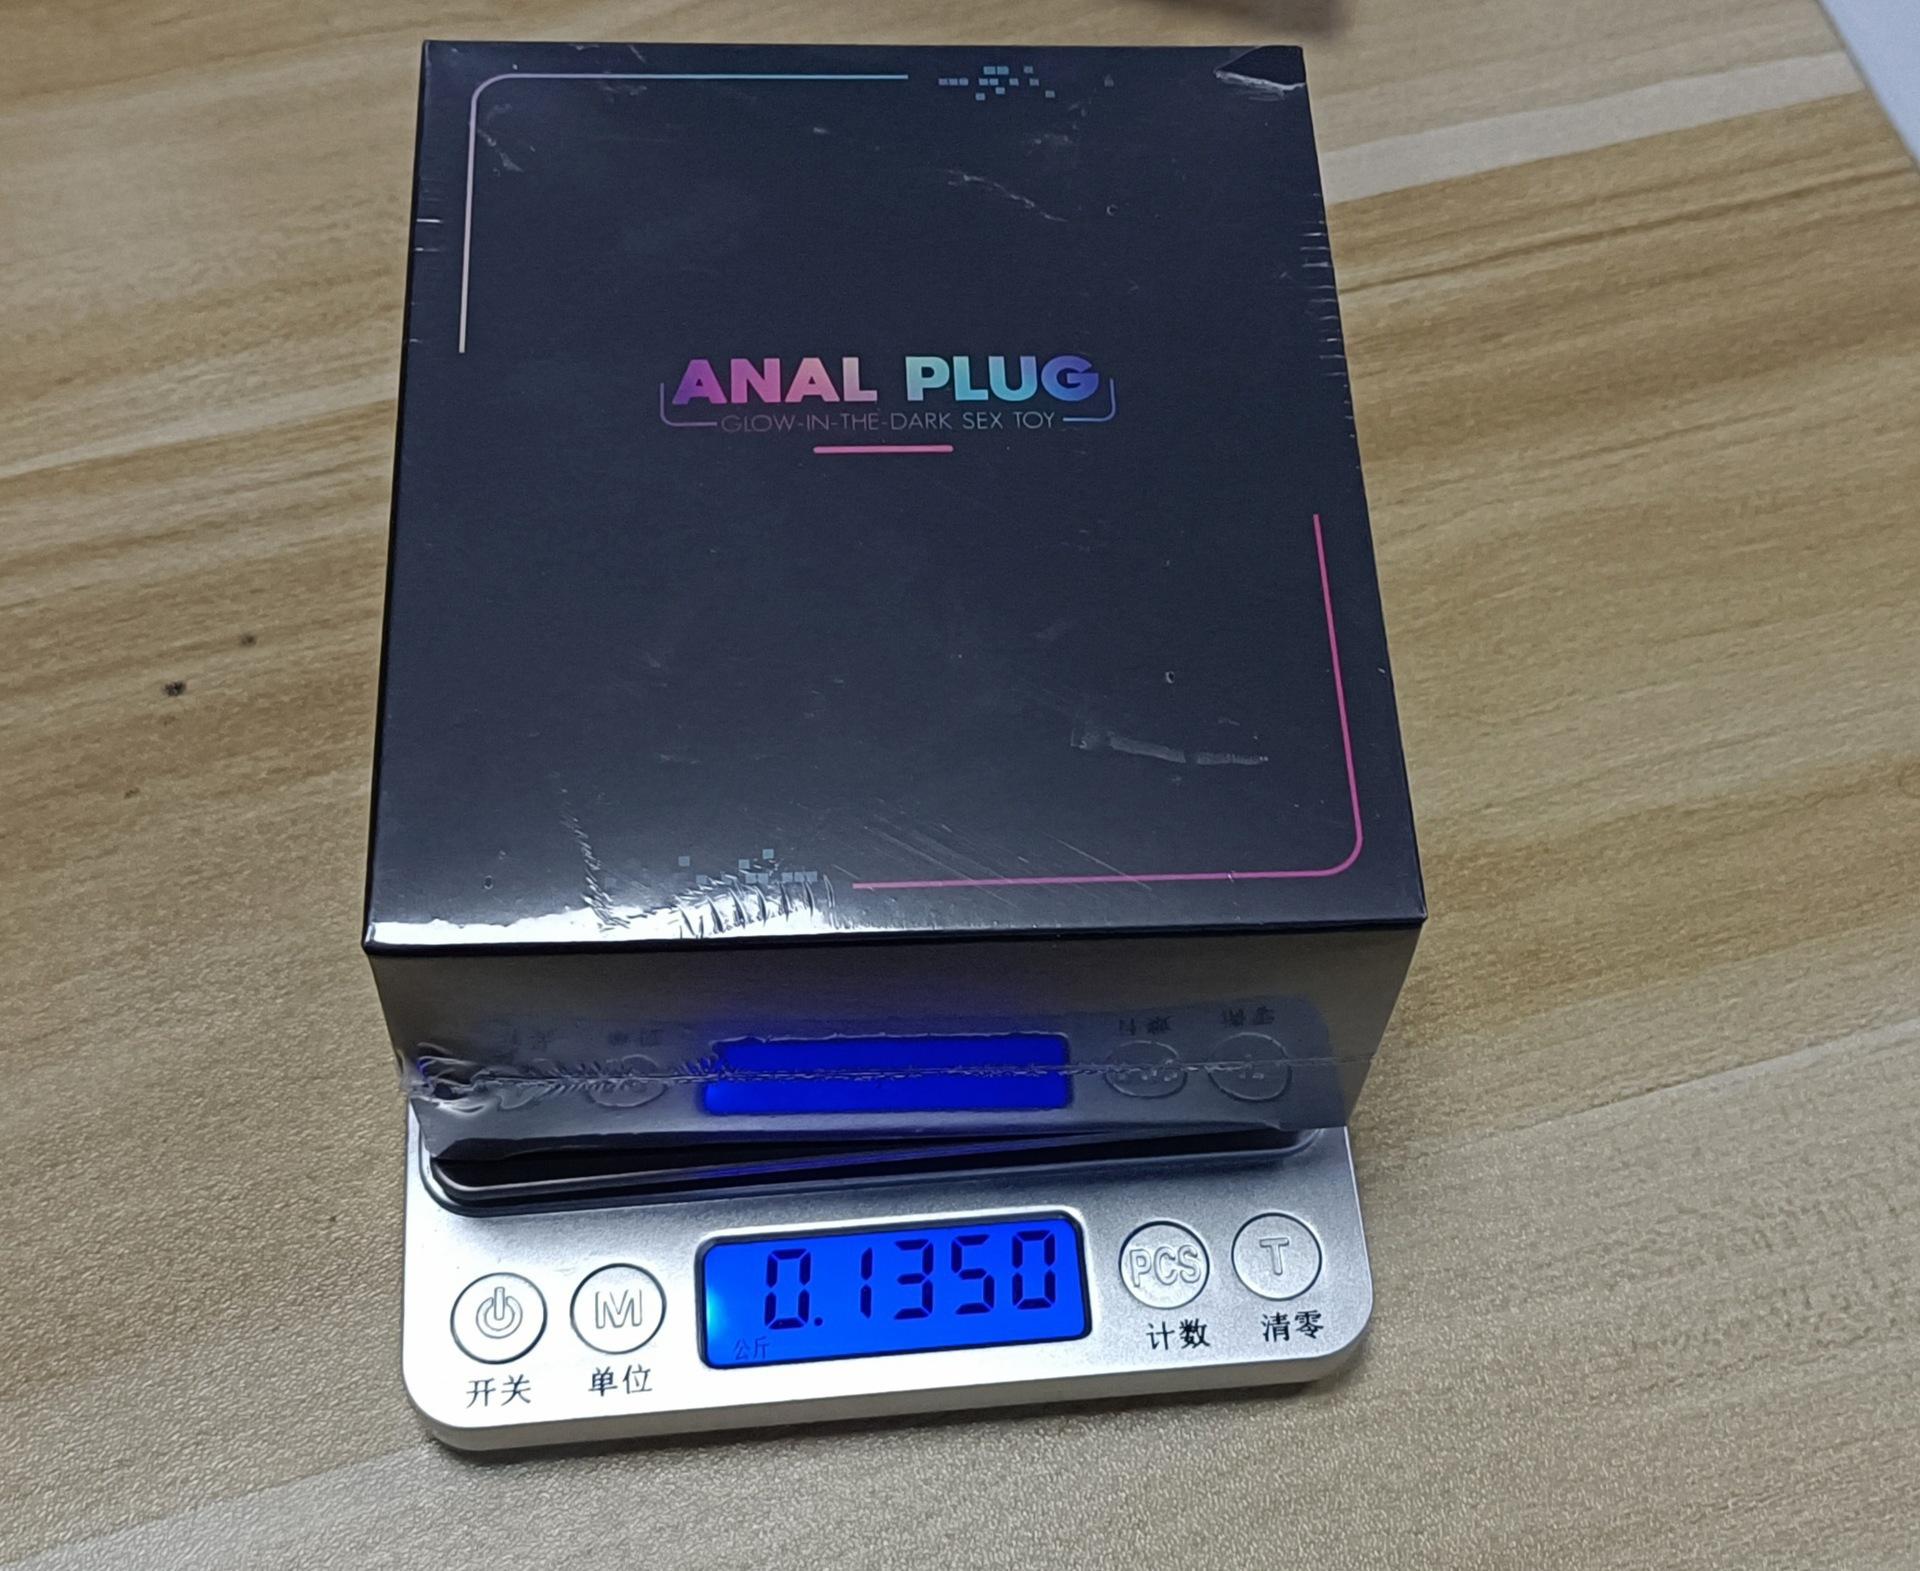 ANAL PLUG
GLOW-IN-THE-DARK SEX TOY
0.1350
公斤
M
PCS
T
开关
单位
计数
清零